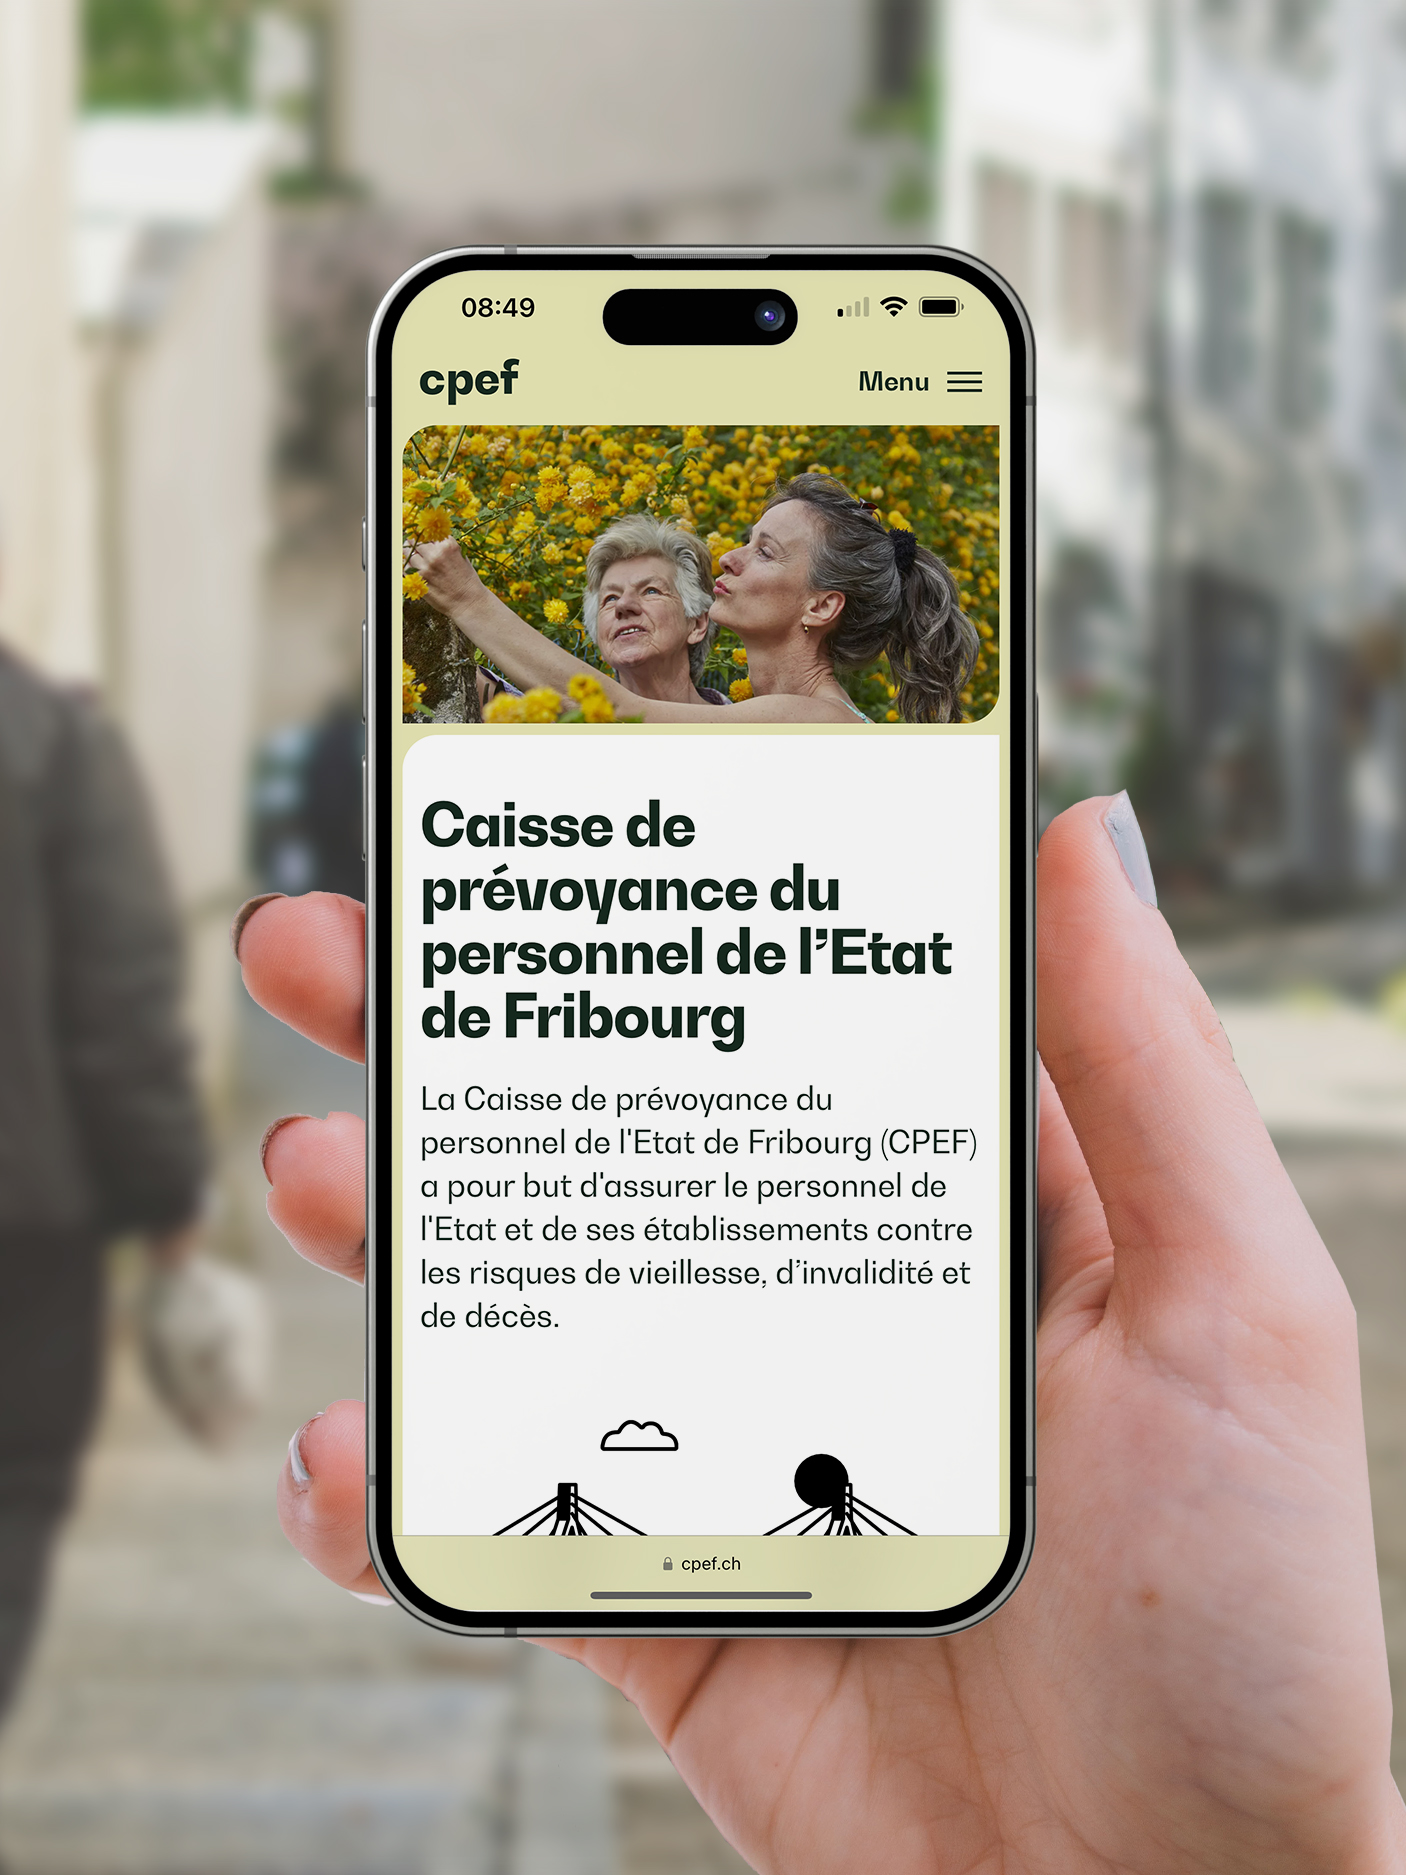 08:49
cpef
Menu
Caisse de
prévoyance du
personnel de l’Etat
de Fribourg
La Caisse de prévoyance du
personnel de l'Etat de Fribourg (CPEF)
a pour but d'assurer le personnel de
l'Etat et de ses établissements contre
les risques de vieillesse, d’invalidité et
de décès.
cpef.ch